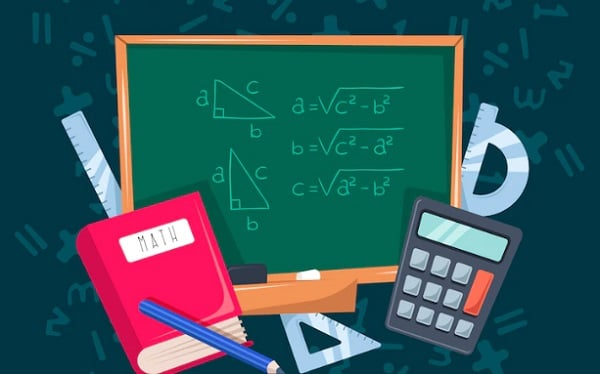 a c
b
a=√c²-b²
b=√c²-a²
a c
b
c=√a²-b²
MATH